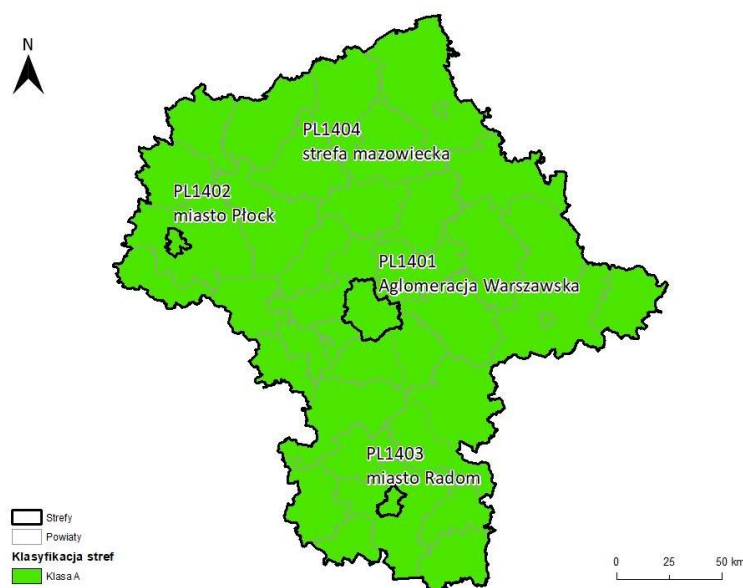 N
PL1404
strefa mazowiecka
PL1402
miasto Płock
PL1401
Aglomeracja Warszawska
PL1403
miasto Radom
Strefy
Powiaty
Klasyfikacja stref
Klasa A
0 25 50 km